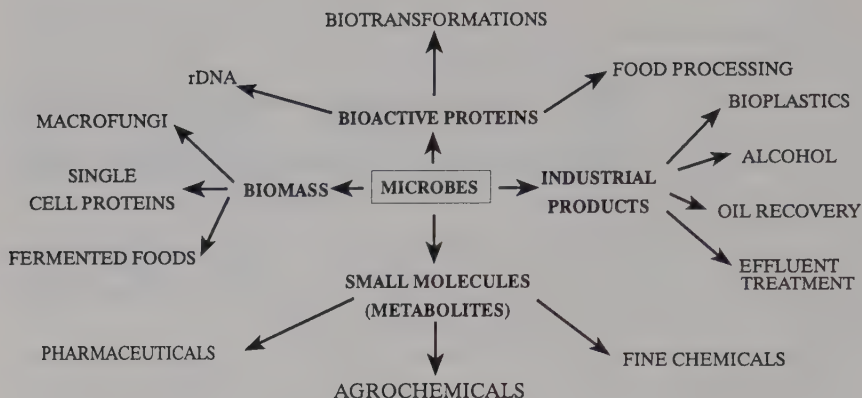 BIOTRANSFORMATIONS
rDNA
FOOD PROCESSING
BIOACTIVE PROTEINS
BIOPLASTICS
MACROFUNGI
ALCOHOL
SINGLE
CELL PROTEINS
BIOMASS
MICROBES
INDUSTRIAL
PRODUCTS
OIL RECOVERY
FERMENTED FOODS
EFFLUENT
TREATMENT
SMALL MOLECULES
(METABOLITES)
PHARMACEUTICALS
FINE CHEMICALS
AGROCHEMICALS